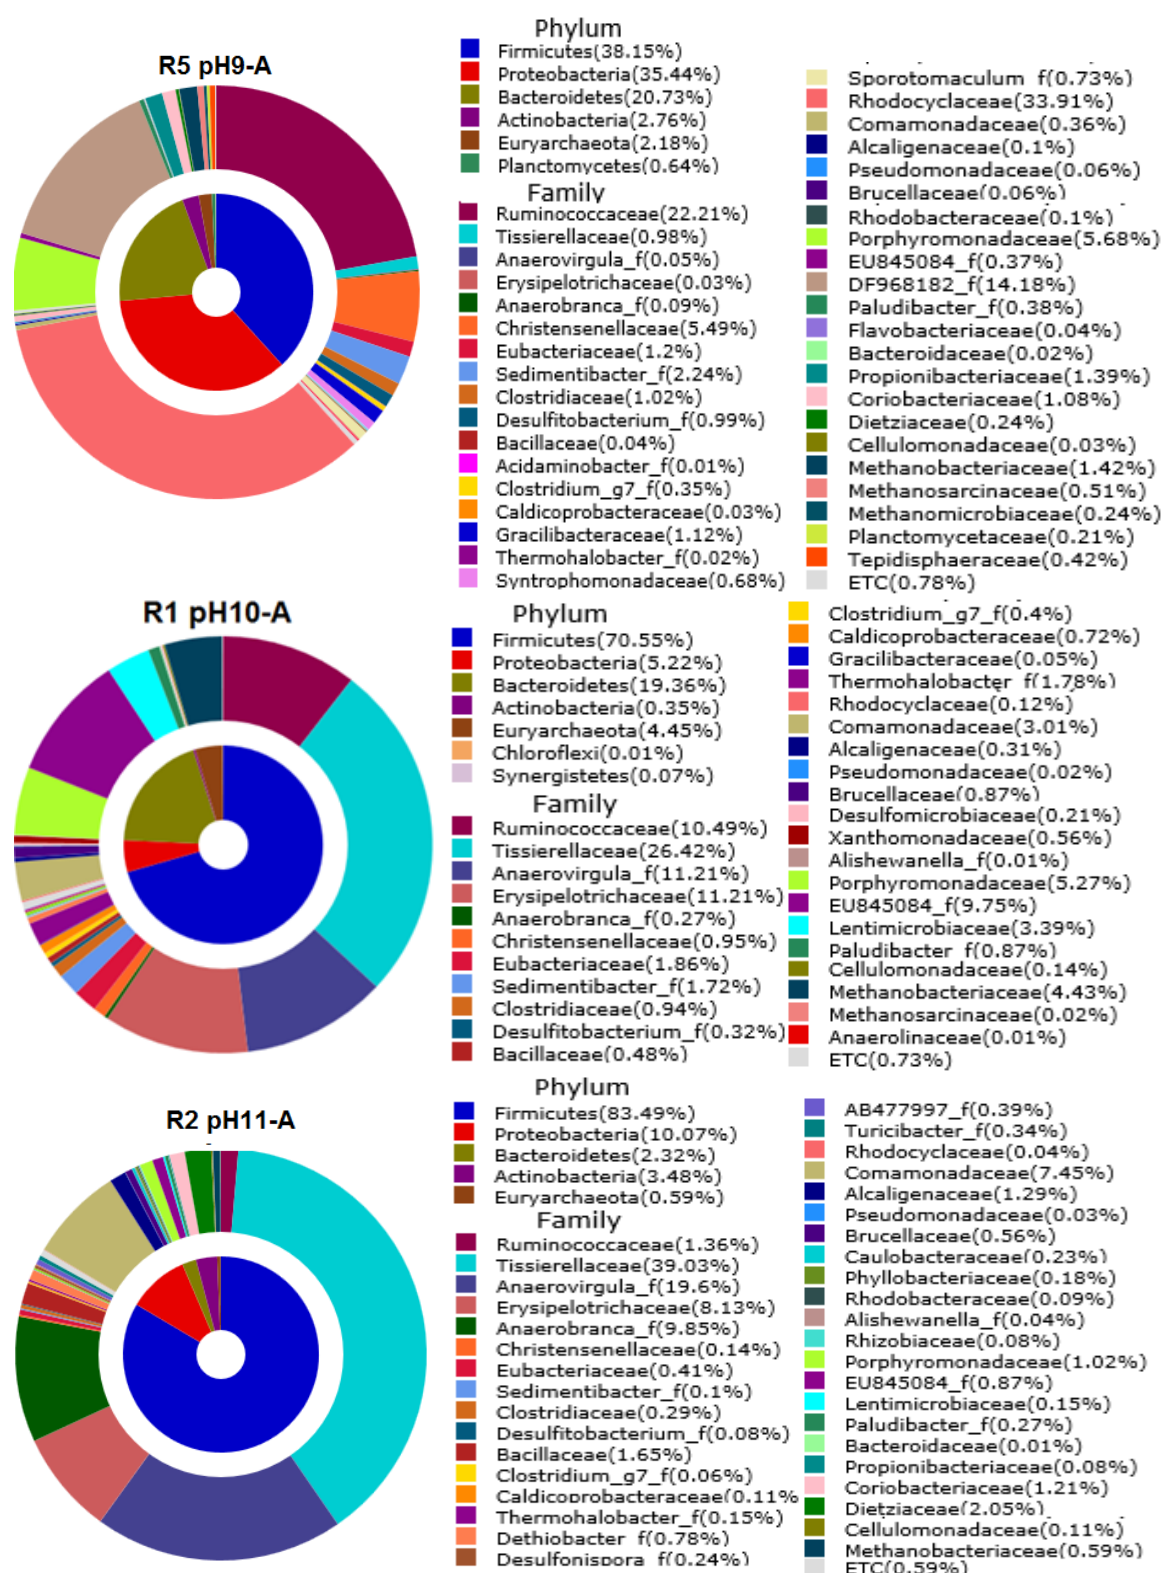 R5 pH9-A
Phylum
Firmicutes(38.15%)
Proteobacteria(35.44%)
Bacteroidetes(20.73%)
Actinobacteria(2.76%)
Euryarchaeota(2.18%)
Planctomycetes(0.64%)
Family
Ruminococcaceae(22.21%)
Tissierellaceae(0.98%)
Anaerovirgula_f(0.05%)
Erysipelotrichaceae(0.03%)
Anaerobranca_f(0.09%)
Christensenellaceae(5.49%)
Eubacteriaceae(1.2%)
Sedimentibacter_f(2.24%)
Clostridiaceae(1.02%)
Desulfitobacterium_f(0.99%)
Bacillaceae(0.04%)
Acidaminobacter_f(0.01%)
Clostridium_g7_f(0.35%)
Caldicoprobacteraceae(0.03%)
Gracilibacteraceae(1.12%)
Thermohalobacter_f(0.02%)
Syntrophomonadaceae(0.68%)
Sporotomaculum f(0.73%)
Rhodocyclaceae(33.91%)
Comamonadaceae(0.36%)
Alcaligenaceae(0.1%)
Pseudomonadaceae(0.06%)
Brucellaceae(0.06%)
Rhodobacteraceae(0.1%)
Porphyromonadaceae(5.68%)
EU845084_f(0.37%)
DF968182_f(14.18%)
Paludibacter_f(0.38%)
Flavobacteriaceae(0.04%)
Bacteroidaceae(0.02%)
Propionibacteriaceae(1.39%)
Coriobacteriaceae(1.08%)
Dietziaceae(0.24%)
Cellulomonadaceae(0.03%)
Methanobacteriaceae(1.42%)
Methanosarcinaceae(0.51%)
Methanomicrobiaceae(0.24%)
Planctomycetaceae(0.21%)
Tepidisphaeraceae(0.42%)
ETC(0.78%)
R1 pH10-A
Phylum
Firmicutes(70.55%)
Proteobacteria(5.22%)
Bacteroidetes(19.36%)
Actinobacteria(0.35%)
Euryarchaeota(4.45%)
Chloroflexi(0.01%)
Synergistetes(0.07%)
Family
Ruminococcaceae(10.49%)
Tissierellaceae(26.42%)
Anaerovirgula_f(11.21%)
Erysipelotrichaceae(11.21%)
Anaerobranca_f(0.27%)
Christensenellaceae(0.95%)
Eubacteriaceae(1.86%)
Sedimentibacter_f(1.72%)
Clostridiaceae(0.94%)
Desulfitobacterium_f(0.32%)
Bacillaceae(0.48%)
Clostridium_g7_f(0.4%)
Caldicoprobacteraceae(0.72%)
Gracilibacteraceae(0.05%)
Thermohalobacter f(1.78%)
Rhodocyclaceae(0.12%)
Comamonadaceae(3.01%)
Alcaligenaceae(0.31%)
Pseudomonadaceae(0.02%)
Brucellaceae(0.87%)
Desulfomicrobiaceae(0.21%)
Xanthomonadaceae(0.56%)
Alishewanella_f(0.01%)
Porphyromonadaceae(5.27%)
EU845084_f(9.75%)
Lentimicrobiaceae(3.39%)
Paludibacter f(0.87%)
Cellulomonadaceae(0.14%)
Methanobacteriaceae(4.43%)
Methanosarcinaceae(0.02%)
Anaerolinaceae(0.01%)
ETC(0.73%)
R2 pH11-A
Phylum
Firmicutes(83.49%)
Proteobacteria(10.07%)
Bacteroidetes(2.32%)
Actinobacteria(3.48%)
Euryarchaeota(0.59%)
Family
Ruminococcaceae(1.36%)
Tissierellaceae(39.03%)
Anaerovirgula_f(19.6%)
Erysipelotrichaceae(8.13%)
Anaerobranca_f(9.85%)
Christensenellaceae(0.14%)
Eubacteriaceae(0.41%)
Sedimentibacter_f(0.1%)
Clostridiaceae(0.29%)
Desulfitobacterium_f(0.08%)
Bacillaceae(1.65%)
Clostridium_g7_f(0.06%)
Caldicoprobacteraceae(0.11%
Thermohalobacter_f(0.15%)
Dethiobacter f(0.78%)
Desulfonispora f(0.24%)
AB477997_f(0.39%)
Turicibacter_f(0.34%)
Rhodocyclaceae(0.04%)
Comamonadaceae(7.45%)
Alcaligenaceae(1.29%)
Pseudomonadaceae(0.03%)
Brucellaceae(0.56%)
Caulobacteraceae(0.23%)
Phyllobacteriaceae(0.18%)
Rhodobacteraceae(0.09%)
Alishewanella_f(0.04%)
Rhizobiaceae(0.08%)
Porphyromonadaceae(1.02%)
EU845084_f(0.87%)
Lentimicrobiaceae(0.15%)
Paludibacter_f(0.27%)
Bacteroidaceae(0.01%)
Propionibacteriaceae(0.08%)
Coriobacteriaceae(1.21%)
Dietziaceae(2.05%)
Cellulomonadaceae(0.11%)
Methanobacteriaceae(0.59%)
ETC(0.59%)